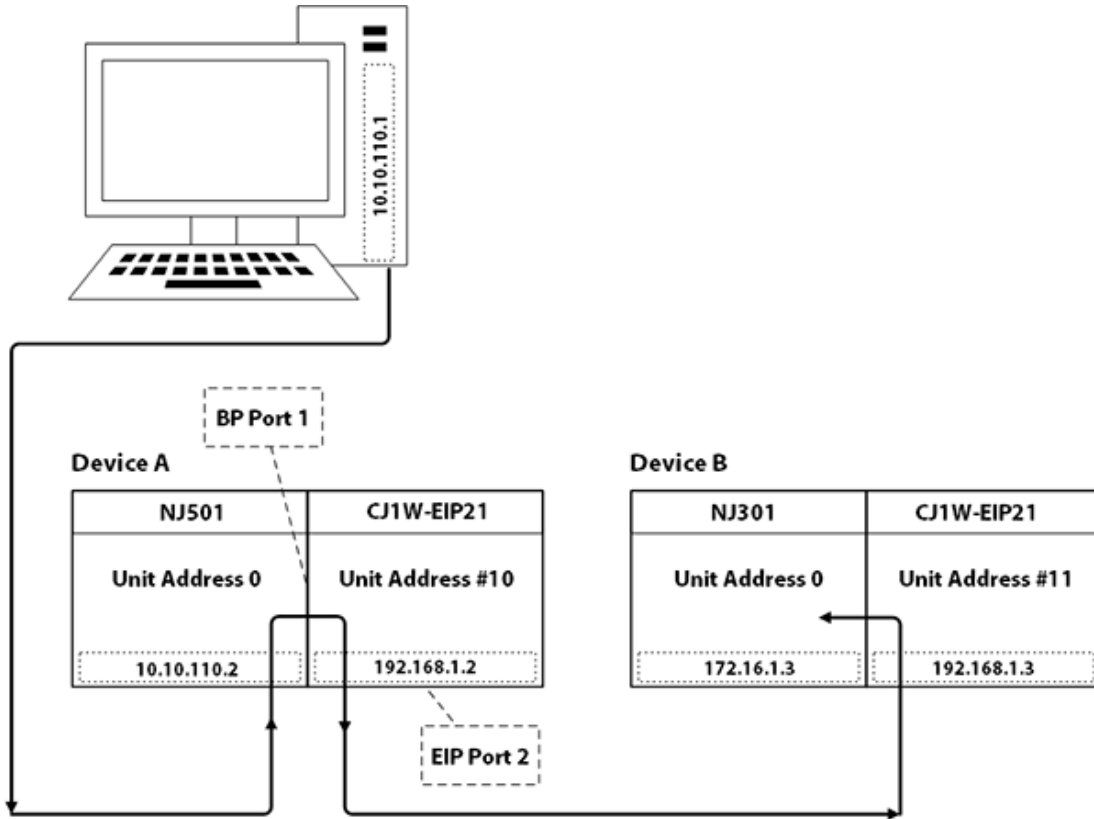 10.10.110.1
BP Port 1
Device A
NJ501
CJ1W-EIP21
Unit Address 0
Unit Address #10
10.10.110.2
192.168.1.2
EIP Port 2
Device B
NJ301
CJ1W-EIP21
Unit Address 0
Unit Address #11
172.16.1.3
192.168.1.3